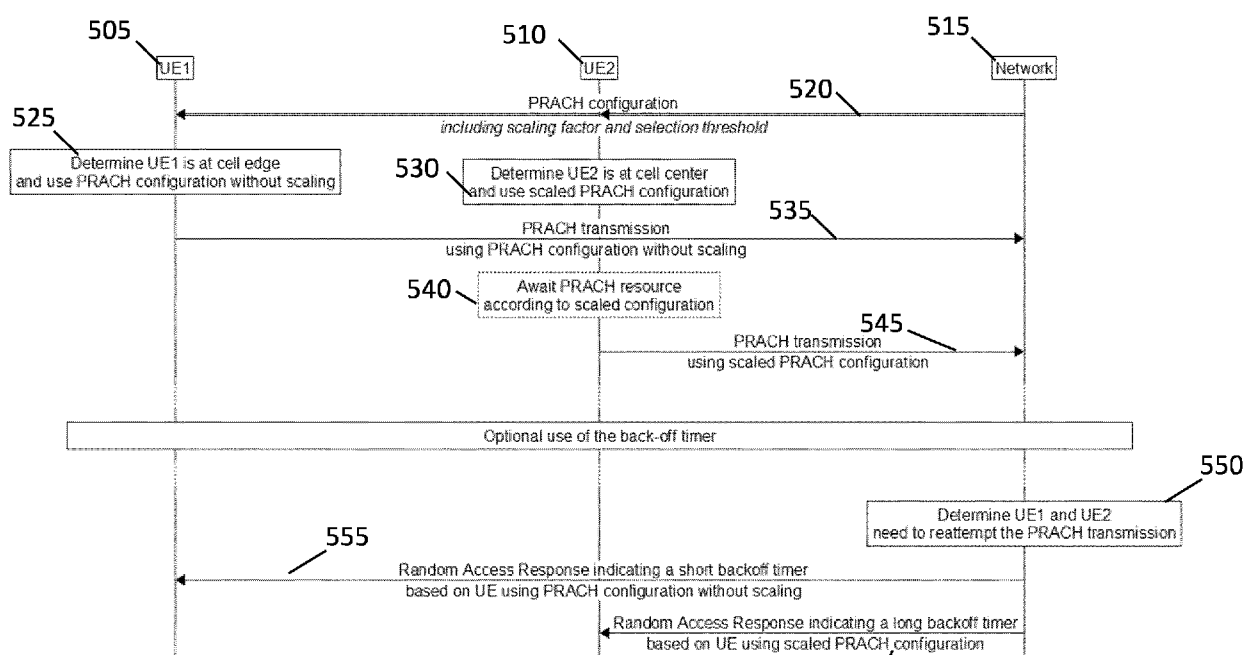 505
510
515
UE1
UE2
Network
PRACH configuration
520
including scaling factor and selection threshold
525
Determine UE1 is at cell edge
and use PRACH configuration without scaling
530
Determine UE2 is at cell center
and use scaled PRACH configuration
535
PRACH transmission
using PRACH configuration without scaling
540
Await PRACH resource
according to scaled configuration
545
PRACH transmission
using scaled PRACH configuration
Optional use of the back-off timer
550
Determine UE1 and UE2
need to reattempt the PRACH transmission
555
Random Access Response indicating a short backoff timer
based on UE using PRACH configuration without scaling
Random Access Response indicating a long backoff timer
based on UE using scaled PRACH configuration